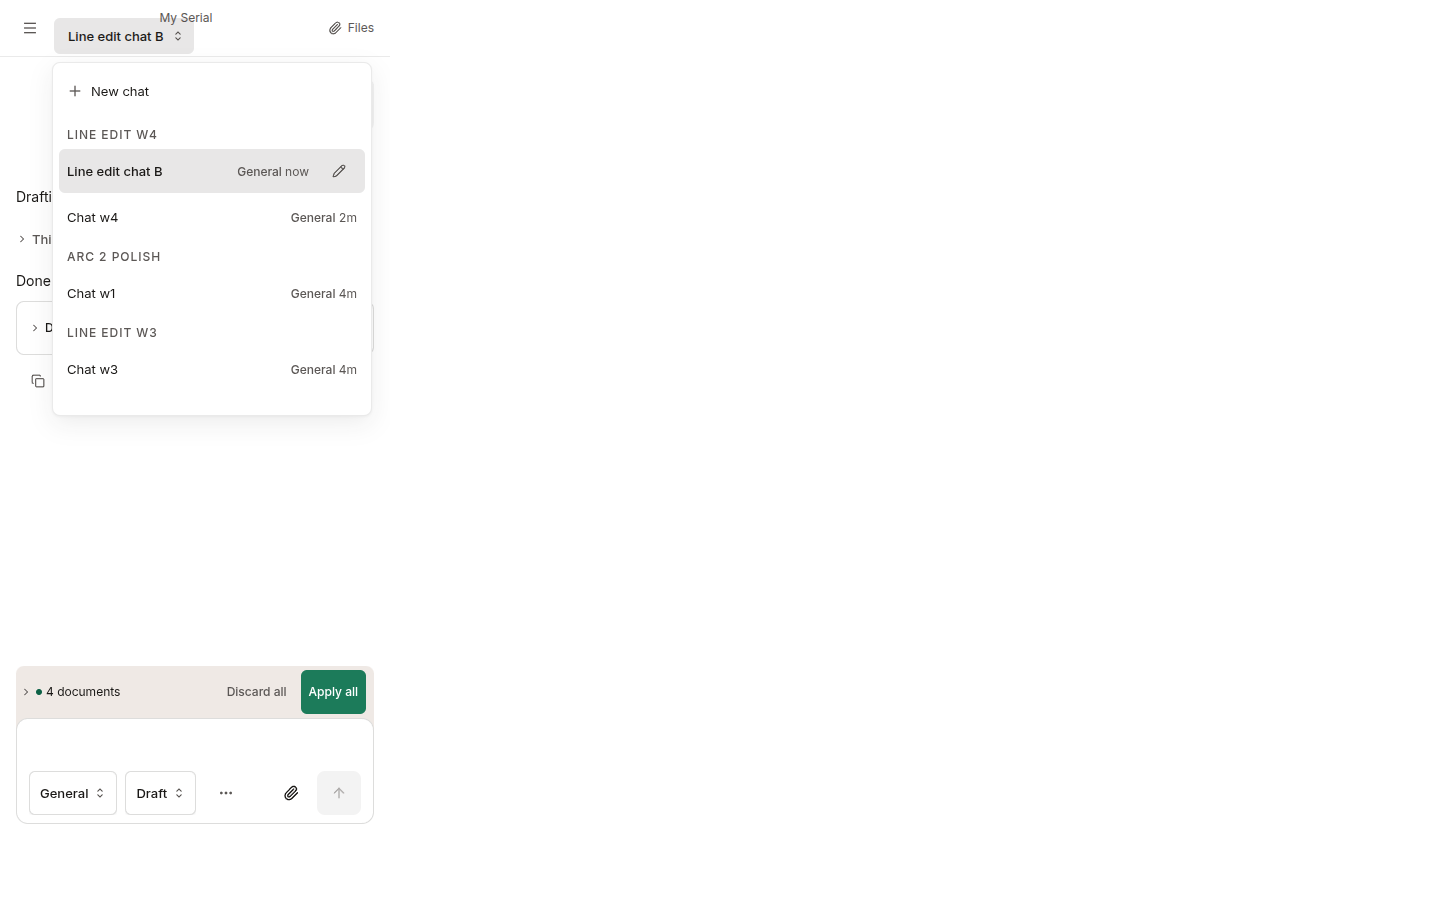 My Serial
Line edit chat B
Files
New chat
LINE EDIT W4
Line edit chat B General now
Chat w4 General 2m
ARC 2 POLISH
Chat w1 General 4m
LINE EDIT W3
Chat w3 General 4m
Drafti
Thi
Done
D
4 documents Discard all Apply all
General Draft